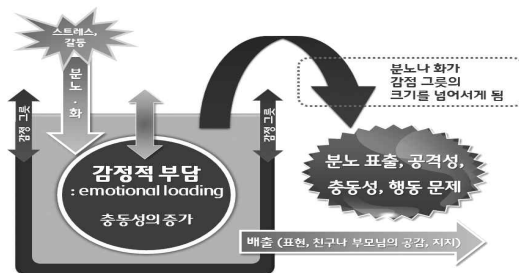 스트레스,
갈등
분노·화
감정 그릇
감정 그릇
감정적 부담
: emotional loading
충동성의 증가
분노나 화가
감점 그릇의
크기를 넘어서게 됨
분노 표출, 공격성,
충동성, 행동 문제
배출 (표현, 친구나 부모님의 공감, 지지)